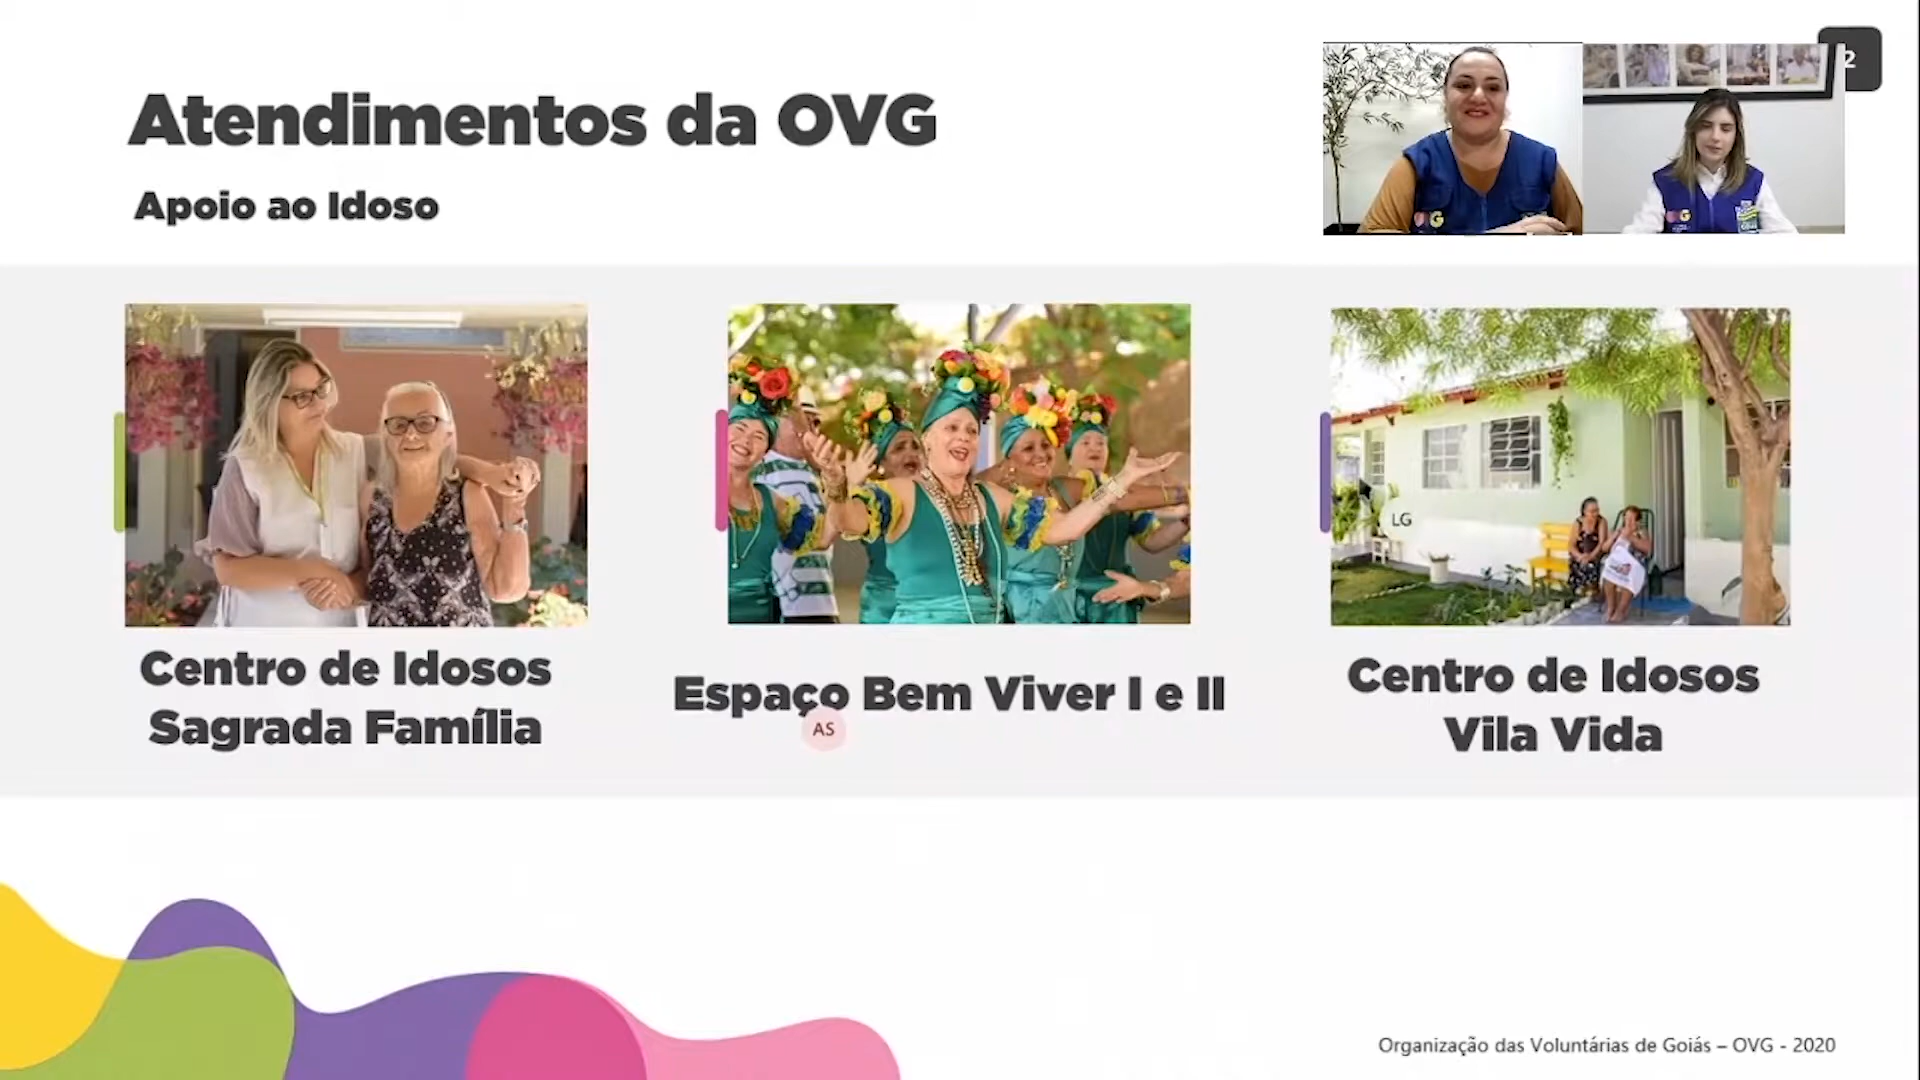 Atendimentos da OVG
Apoio ao Idoso
2
G
G
LG
Centro de Idosos
Sagrada Família
Espaço Bem Viver I e II
AS
Centro de Idosos
Vila Vida
Organização das Voluntárias de Goiás – OVG - 2020